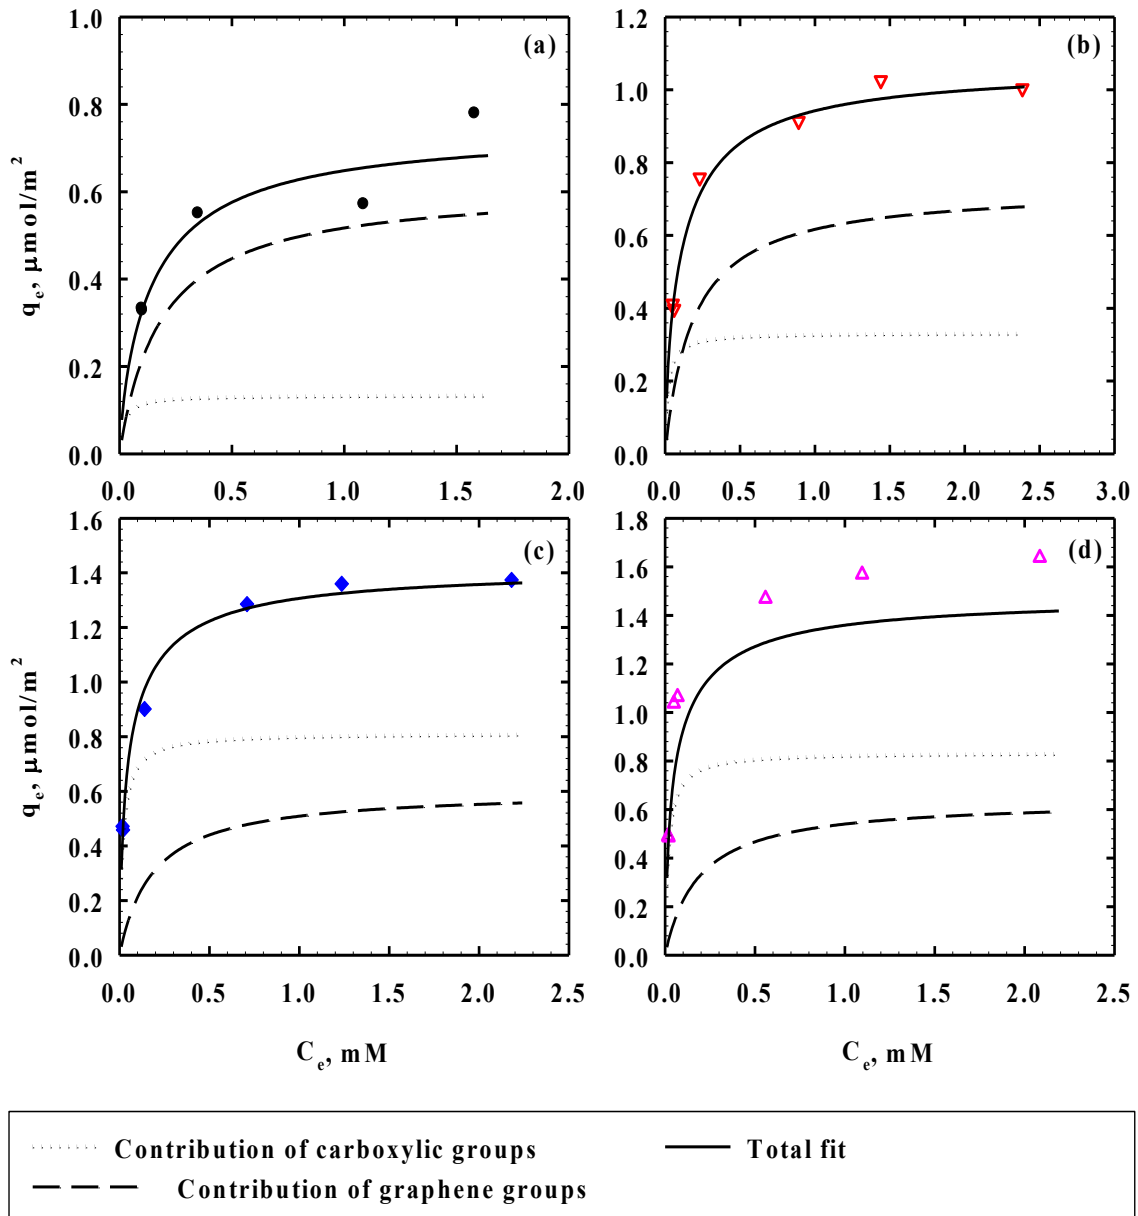 1.0
(a)
0.8
0.6
0.4
0.2
0.0
q_e, µmol/m²
0.0 0.5 1.0 1.5 2.0
1.2
(b)
1.0
0.8
0.6
0.4
0.2
0.0
0.0 0.5 1.0 1.5 2.0 2.5 3.0
1.6
(c)
1.4
1.2
1.0
0.8
0.6
0.4
0.2
0.0
q_e, µmol/m²
0.0 0.5 1.0 1.5 2.0 2.5
C_e, mM
1.8
(d)
1.6
1.4
1.2
1.0
0.8
0.6
0.4
0.2
0.0
0.0 0.5 1.0 1.5 2.0 2.5
C_e, mM
Contribution of carboxylic groups
Total fit
Contribution of graphene groups